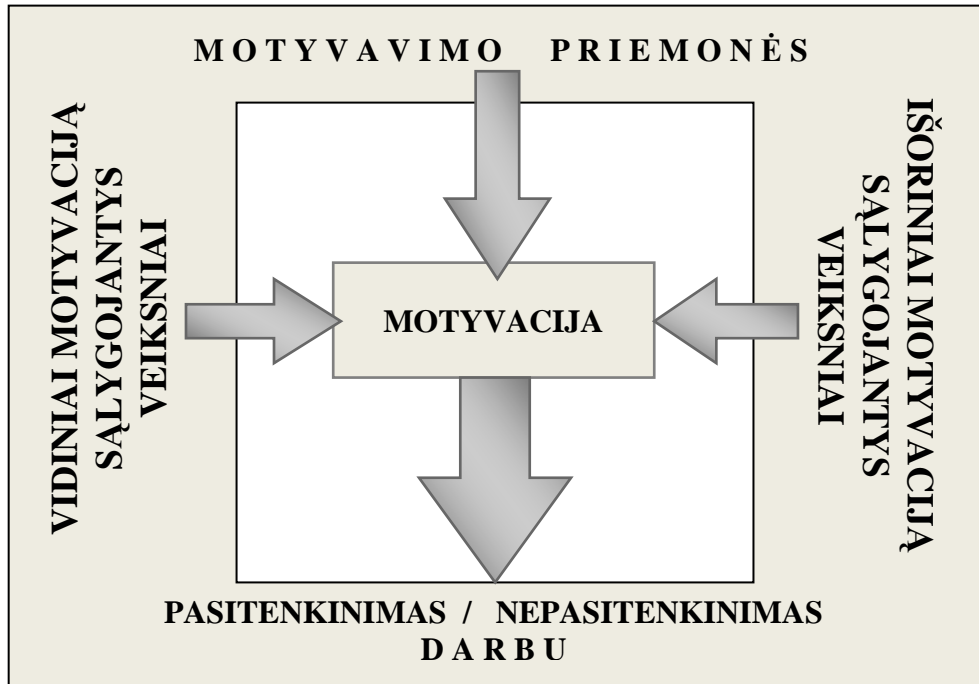 MOTYVAVIMO PRIEMONĖS
VIDINIAI MOTYVACIJĄ
SĄLYGOJANTYS
VEIKSNIAI
MOTYVACIJA
IŠORINIAI MOTYVACIJĄ
SĄLYGOJANTYS
VEIKSNIAI
PASITENKINIMAS / NEPASITENKINIMAS
DARBU